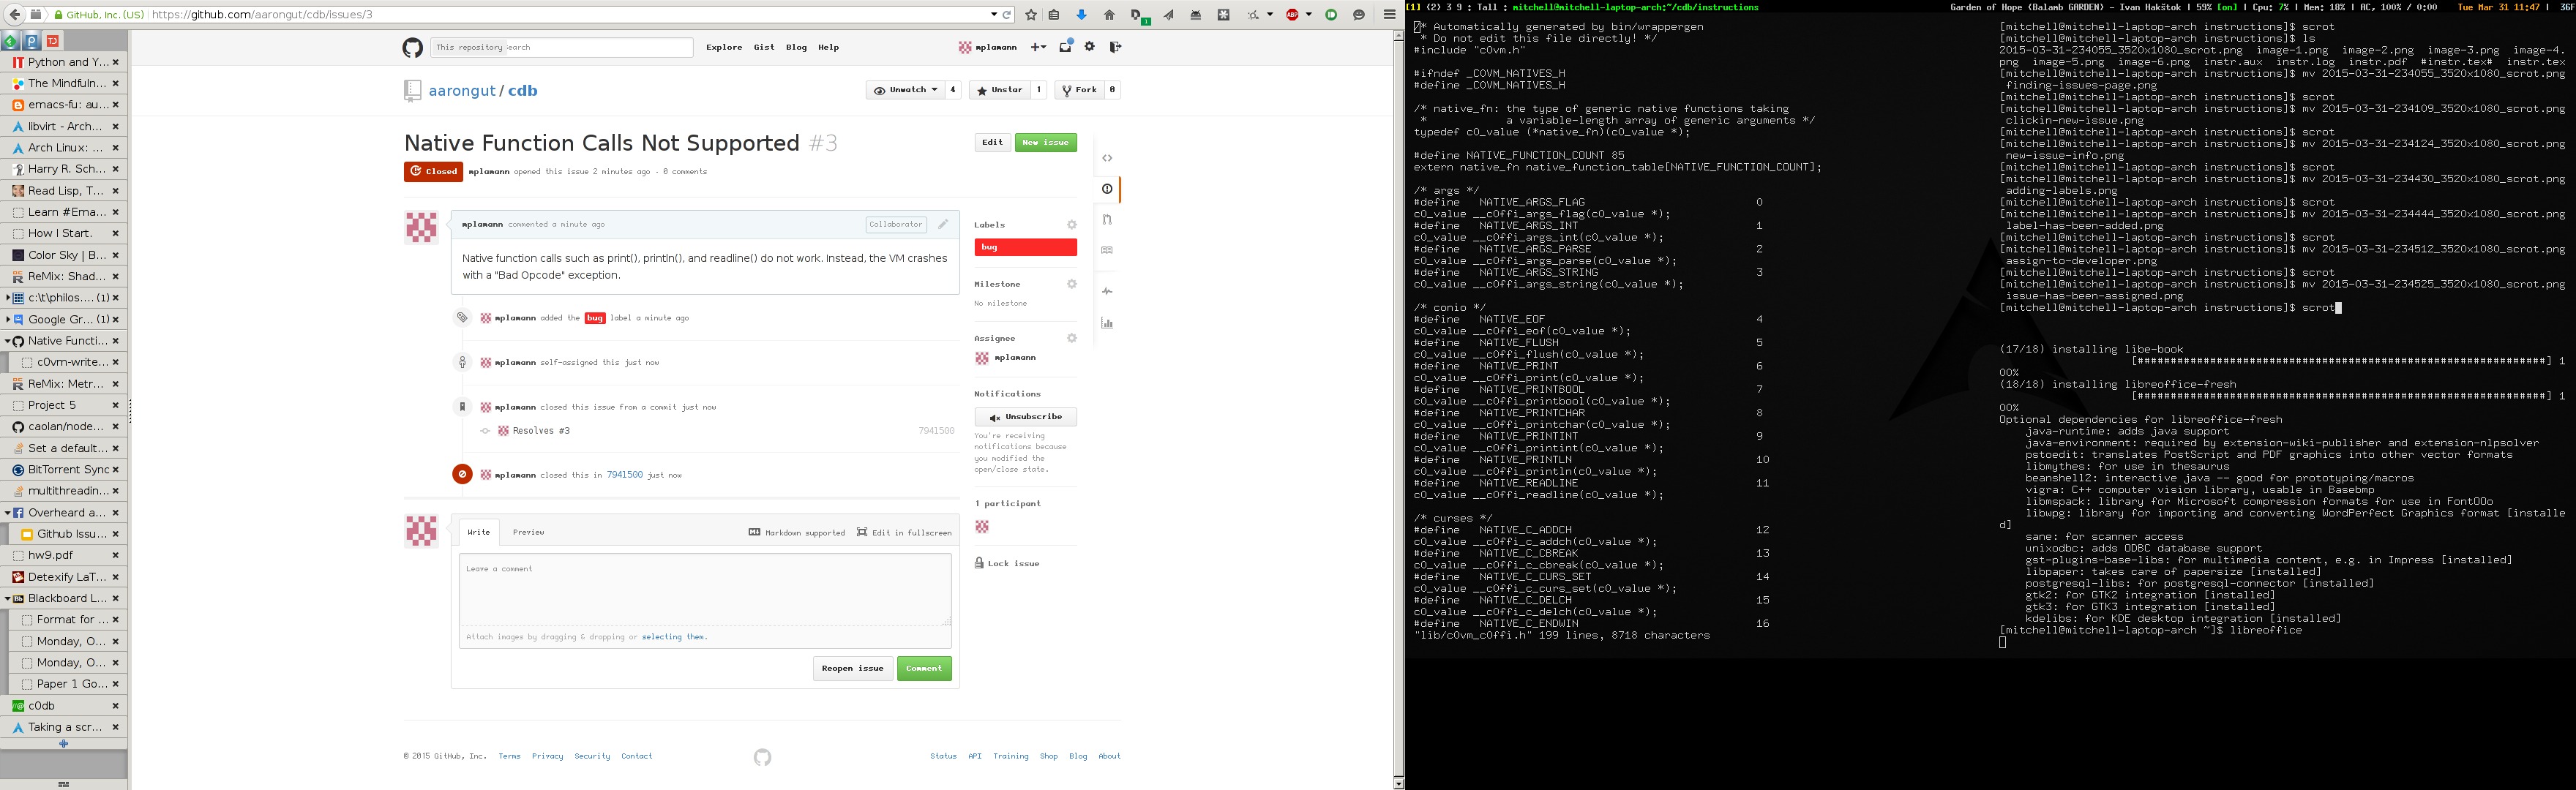 GitHub, Inc. (US)
https://github.com/aarongut/cdb/issues/3
Python and Y...
The Mindfuln...
emacs-fu: au...
libvirt - Arch...
Arch Linux: ...
Harry R. Sch...
Read Lisp, T...
Learn #Ema...
How I Start.
Color Sky | B...
ReMix: Shad...
c:\t\philos.... (1)
Google Gr... (1)
Native Functi...
c0vm-write...
ReMix: Metr...
Project 5
caolan/node...
Set a default...
BitTorrent Sync
multithreadin...
Overheard a...
Github Issu...
hw9.pdf
Detexify LaT...
Blackboard L...
Format for ...
Monday, O...
Monday, O...
Paper 1 Go...
c0db
Taking a scr...
This repository
Search
Explore Gist Blog Help
mplamann
aarongut / cdb
Unwatch 4
Unstar 1
Fork 0
Native Function Calls Not Supported #3
Edit
New issue
Closed
mplamann opened this issue 2 minutes ago · 0 comments
mplamann commented a minute ago
Collaborator
Native function calls such as print(), println(), and readline() do not work. Instead, the VM crashes
with a "Bad Opcode" exception.
mplamann added the bug label a minute ago
mplamann self-assigned this just now
mplamann closed this issue from a commit just now
Resolves #3
7941500
mplamann closed this in 7941500 just now
Labels
bug
Milestone
No milestone
Assignee
mplamann
Notifications
Unsubscribe
You're receiving
notifications because
you modified the
open/close state.
1 participant
Lock issue
Write
Preview
Markdown supported
Edit in fullscreen
Leave a comment
Attach images by dragging & dropping or selecting them.
Reopen issue
Comment
© 2015 GitHub, Inc. Terms Privacy Security Contact
Status API Training Shop Blog About
[1] (2) 3 9 : Tall : mitchell@mitchell-laptop-arch:~/cdb/instructions
Garden of Hope (Balamb GARDEN) - Ivan Hakštok | 59% [on] | Cpu: 7% | Mem: 18% | AC, 100% / 0:00 Tue Mar 31 11:47 | 36F
/* Automatically generated by bin/wrappergen
 * Do not edit this file directly! */
#include "c0vm.h"
#ifndef _C0VM_NATIVES_H
#define _C0VM_NATIVES_H
/* native_fn: the type of generic native functions taking
 * a variable-length array of generic arguments */
typedef c0_value (*native_fn)(c0_value *);
#define NATIVE_FUNCTION_COUNT 85
extern native_fn native_function_table[NATIVE_FUNCTION_COUNT];
/* args */
#define NATIVE_ARGS_FLAG 0
c0_value __c0ffi_args_flag(c0_value *);
#define NATIVE_ARGS_INT 1
c0_value __c0ffi_args_int(c0_value *);
#define NATIVE_ARGS_PARSE 2
c0_value __c0ffi_args_parse(c0_value *);
#define NATIVE_ARGS_STRING 3
c0_value __c0ffi_args_string(c0_value *);
/* conio */
#define NATIVE_EOF 4
c0_value __c0ffi_eof(c0_value *);
#define NATIVE_FLUSH 5
c0_value __c0ffi_flush(c0_value *);
#define NATIVE_PRINT 6
c0_value __c0ffi_print(c0_value *);
#define NATIVE_PRINTBOOL 7
c0_value __c0ffi_printbool(c0_value *);
#define NATIVE_PRINTCHAR 8
c0_value __c0ffi_printchar(c0_value *);
#define NATIVE_PRINTINT 9
c0_value __c0ffi_printint(c0_value *);
#define NATIVE_PRINTLN 10
c0_value __c0ffi_println(c0_value *);
#define NATIVE_READLINE 11
c0_value __c0ffi_readline(c0_value *);
/* curses */
#define NATIVE_C_ADDCH 12
c0_value __c0ffi_c_addch(c0_value *);
#define NATIVE_C_CBREAK 13
c0_value __c0ffi_c_cbreak(c0_value *);
#define NATIVE_C_CURS_SET 14
c0_value __c0ffi_c_curs_set(c0_value *);
#define NATIVE_C_DELCH 15
c0_value __c0ffi_c_delch(c0_value *);
#define NATIVE_C_ENDWIN 16
"lib/c0vm_c0ffi.h" 199 lines, 8718 characters
[mitchell@mitchell-laptop-arch instructions]$ scrot
[mitchell@mitchell-laptop-arch instructions]$ ls
2015-03-31-234055_3520x1080_scrot.png image-1.png image-2.png image-3.png image-4.
png image-5.png image-6.png instr.aux instr.log instr.pdf #instr.tex# instr.tex
[mitchell@mitchell-laptop-arch instructions]$ mv 2015-03-31-234055_3520x1080_scrot.png
 finding-issues-page.png
[mitchell@mitchell-laptop-arch instructions]$ scrot
[mitchell@mitchell-laptop-arch instructions]$ mv 2015-03-31-234109_3520x1080_scrot.png
 clickin-new-issue.png
[mitchell@mitchell-laptop-arch instructions]$ scrot
[mitchell@mitchell-laptop-arch instructions]$ mv 2015-03-31-234124_3520x1080_scrot.png
 new-issue-info.png
[mitchell@mitchell-laptop-arch instructions]$ scrot
[mitchell@mitchell-laptop-arch instructions]$ mv 2015-03-31-234430_3520x1080_scrot.png
 adding-labels.png
[mitchell@mitchell-laptop-arch instructions]$ scrot
[mitchell@mitchell-laptop-arch instructions]$ mv 2015-03-31-234444_3520x1080_scrot.png
 label-has-been-added.png
[mitchell@mitchell-laptop-arch instructions]$ scrot
[mitchell@mitchell-laptop-arch instructions]$ mv 2015-03-31-234512_3520x1080_scrot.png
 assign-to-developer.png
[mitchell@mitchell-laptop-arch instructions]$ scrot
[mitchell@mitchell-laptop-arch instructions]$ mv 2015-03-31-234525_3520x1080_scrot.png
 issue-has-been-assigned.png
[mitchell@mitchell-laptop-arch instructions]$ scrot
(17/18) installing libe-book
[##############################################################] 1
00%
(18/18) installing libreoffice-fresh
[##############################################################] 1
00%
Optional dependencies for libreoffice-fresh
java-runtime: adds java support
java-environment: required by extension-wiki-publisher and extension-nlpsolver
pstoedit: translates PostScript and PDF graphics into other vector formats
libmythes: for use in thesaurus
beanshell2: interactive java -- good for prototyping/macros
vigra: C++ computer vision library, usable in Basebmp
libmspack: library for Microsoft compression formats for use in FontOOo
libwpg: library for importing and converting WordPerfect Graphics format [installe
d]
sane: for scanner access
unixodbc: adds ODBC database support
gst-plugins-base-libs: for multimedia content, e.g. in Impress [installed]
libpaper: takes care of papersize [installed]
postgresql-libs: for postgresql-connector [installed]
gtk2: for GTK2 integration [installed]
gtk3: for GTK3 integration [installed]
kdelibs: for KDE desktop integration [installed]
[mitchell@mitchell-laptop-arch ~]$ libreoffice